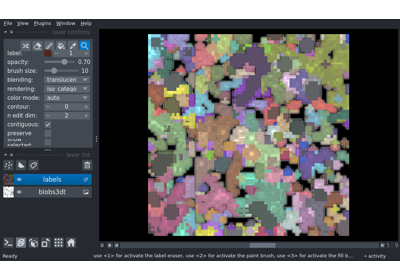 File View Plugins Window Help
layer controls
label: 1
opacity: 0.70
brush size: 10
blending: translucen
rendering: iso_catego
color mode: auto
contour: 0
n edit dim: 2
contiguous:
preserve
selected:
layer list
labels
blobs3dt
Ready
use <1> for activate the label eraser, use <2> for activate the paint brush, use <3> for activate the fill b...
activity